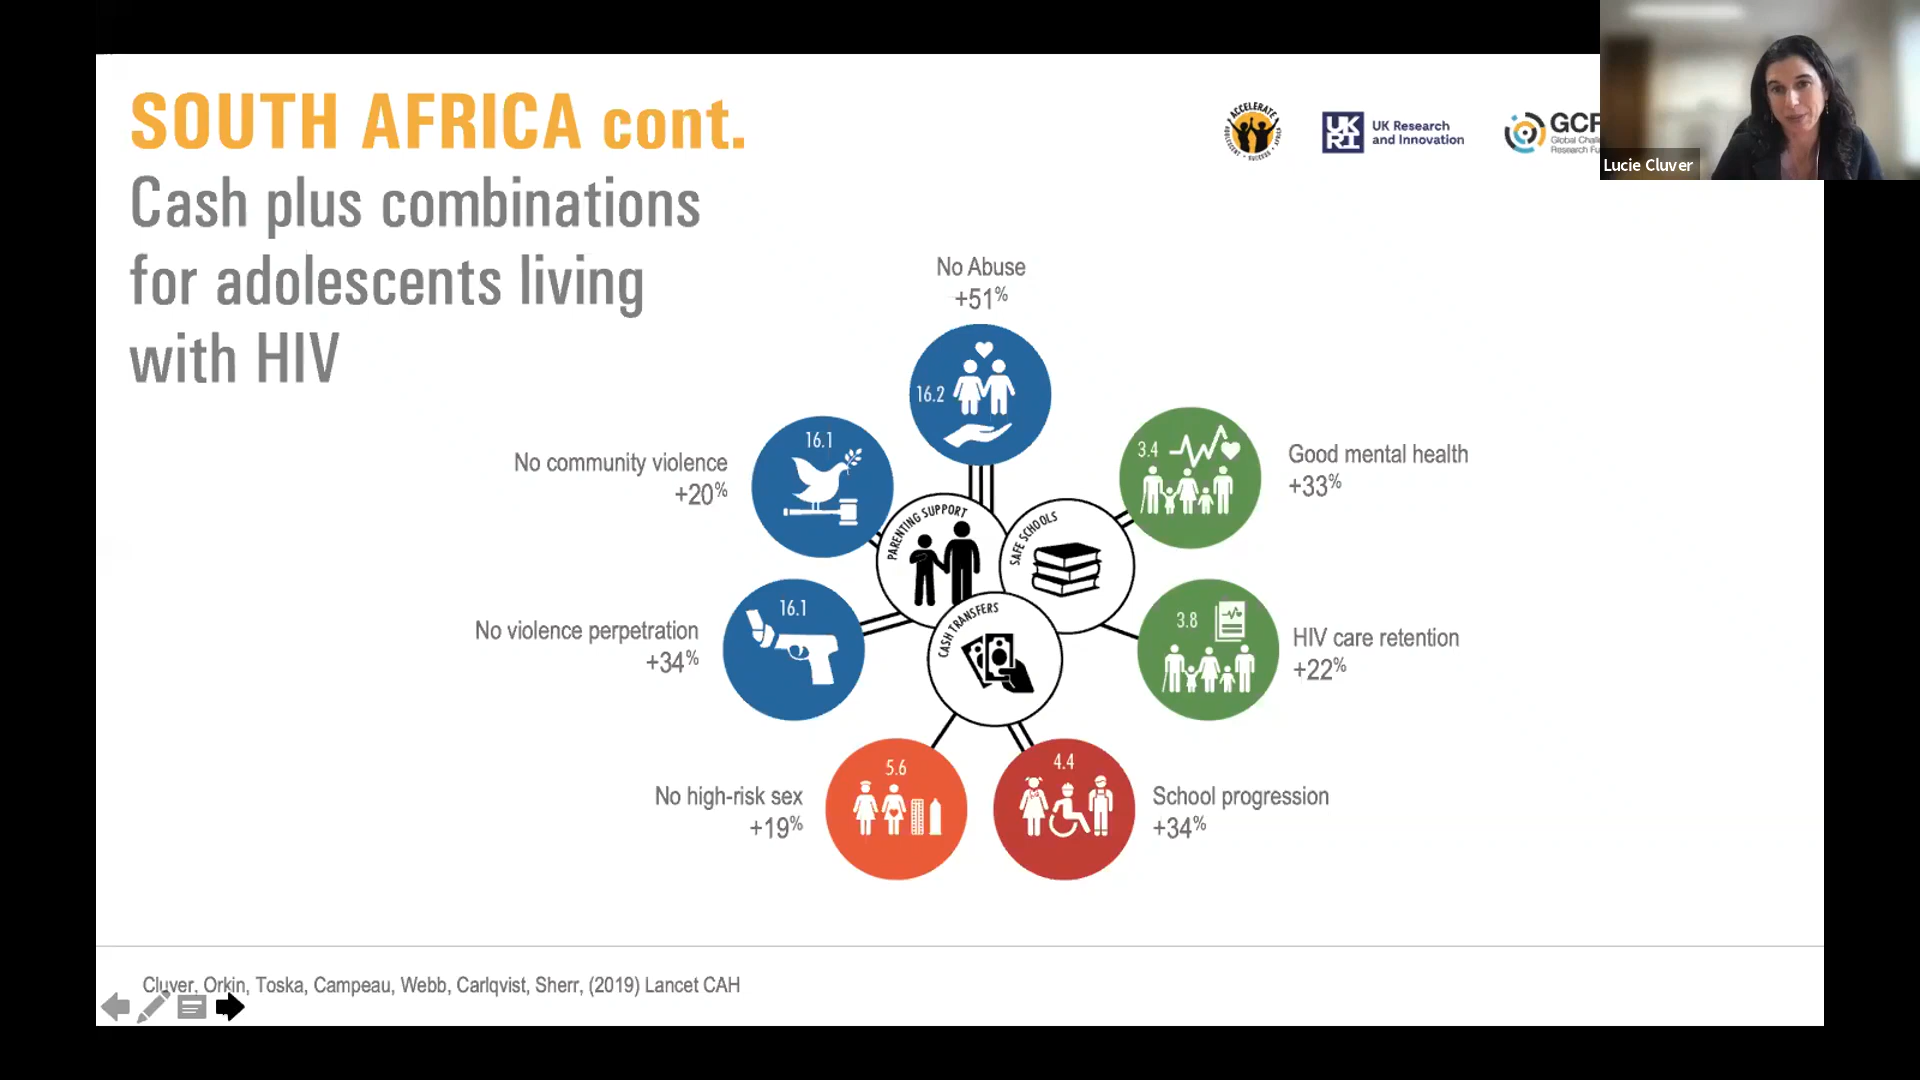 SOUTH AFRICA cont.
Cash plus combinations
for adolescents living
with HIV
ACCELERATE
UK
RI
UK Research
and Innovation
Lucie Cluver
No Abuse
+51%
16.2
No community violence
+20%
16.1
3.4
Good mental health
+33%
PARENTING SUPPORT
SAFE SCHOOLS
CASH TRANSFERS
No violence perpetration
+34%
16.1
3.8
HIV care retention
+22%
No high-risk sex
+19%
5.6
4.4
School progression
+34%
Cluver, Orkin, Toska, Campeau, Webb, Carlqvist, Sherr, (2019) Lancet CAH